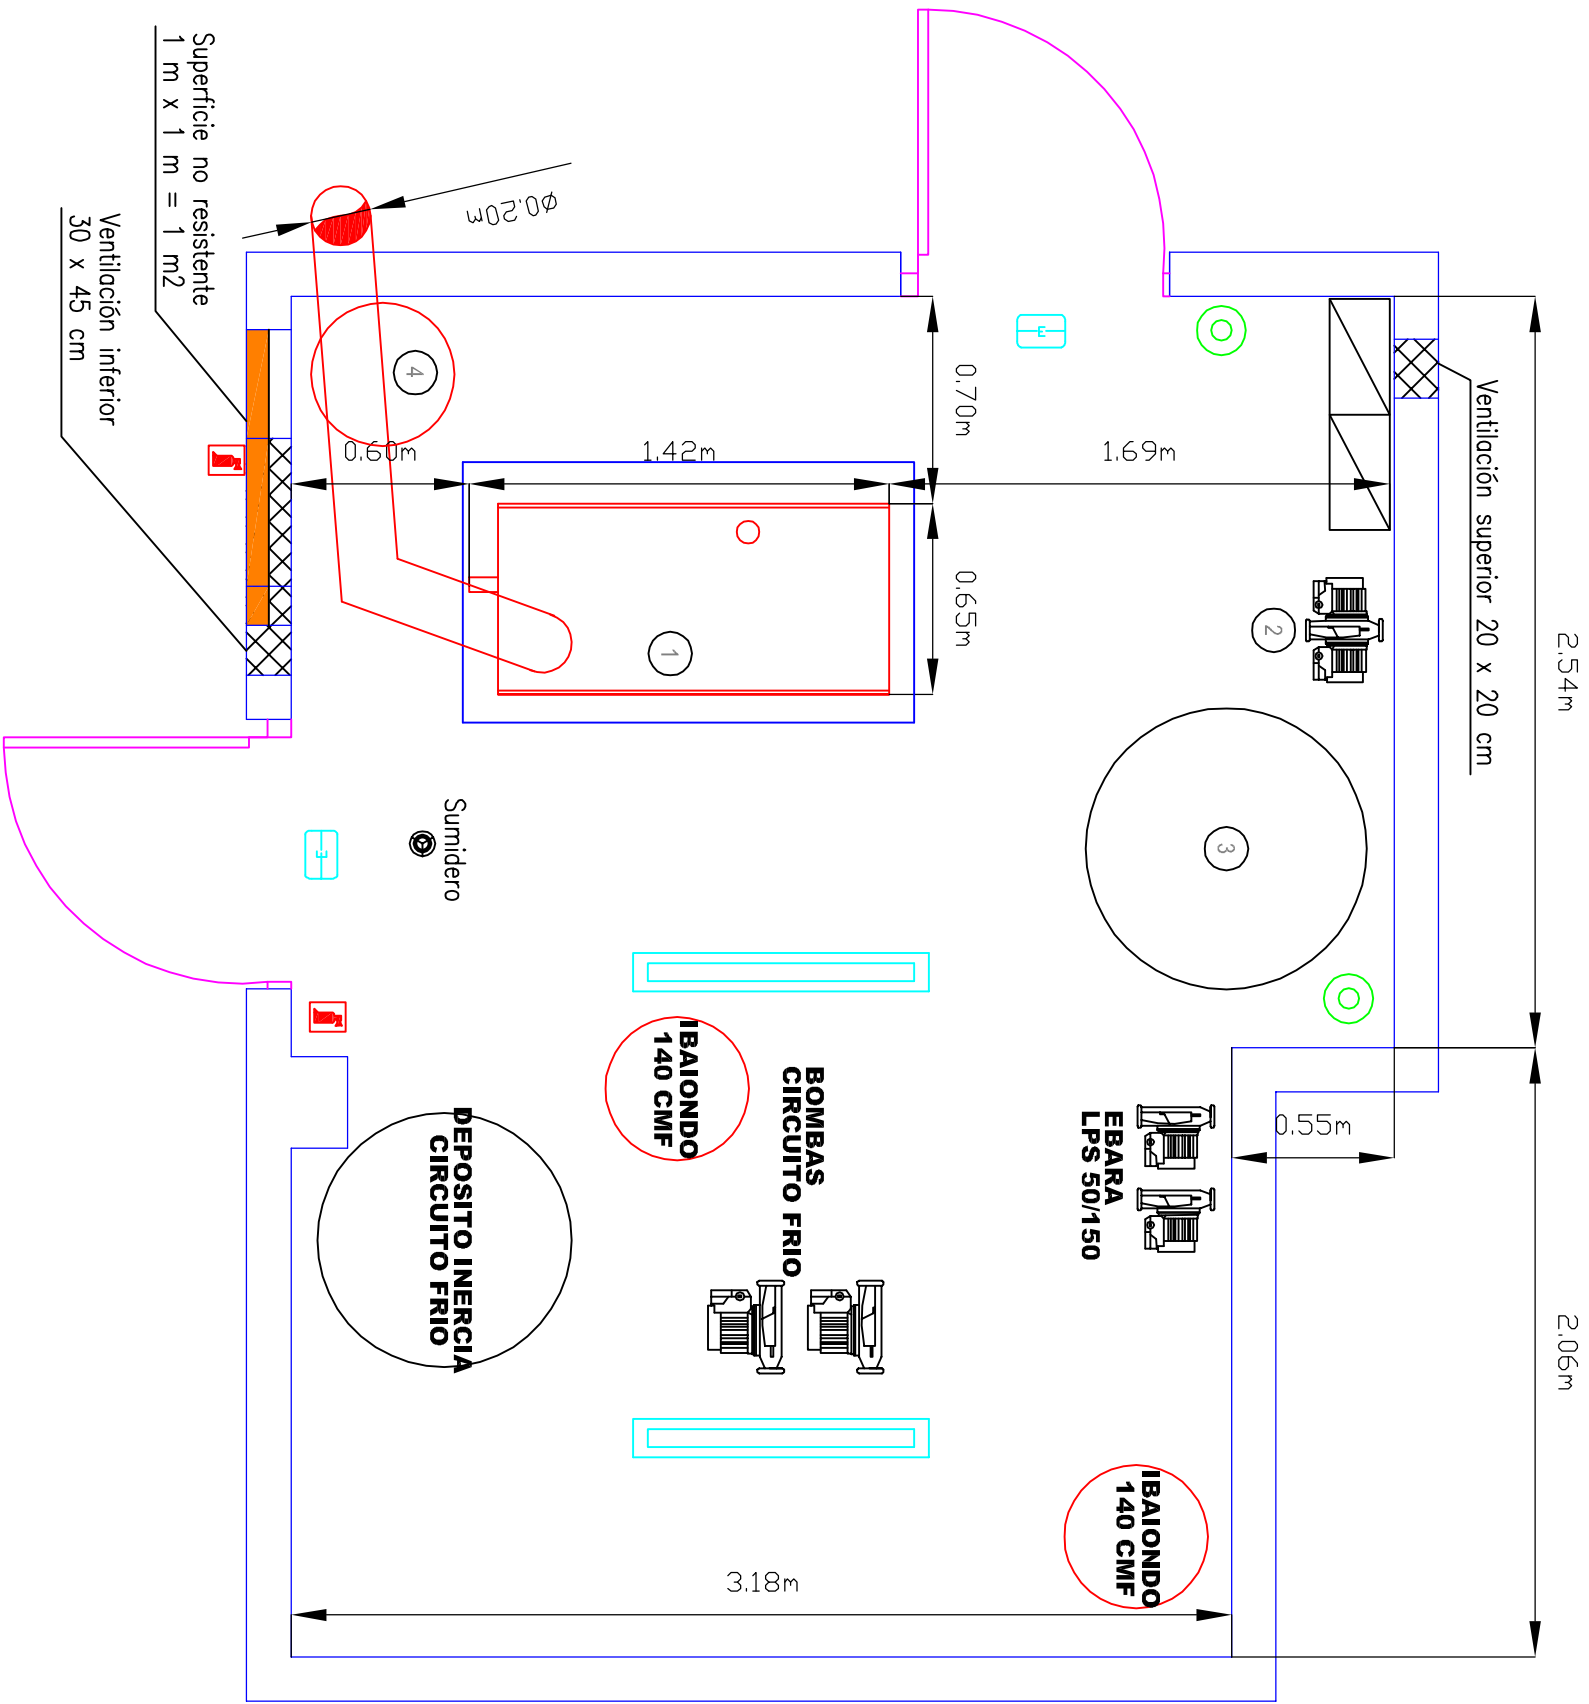 Superficie no resistente
1 m x 1 m = 1 m2
Ventilación inferior
30 x 45 cm
Ø0.20m
4
0.60m
1.42m
0.70m
1.69m
0.65m
1
E
Ventilación superior 20 x 20 cm
2
3
2.54m
2.06m
0.55m
Sumidero
E
IBAIONDO
140 CMF
BOMBAS
CIRCUITO FRIO
EBARA
LPS 50/150
DEPOSITO INERCIA
CIRCUITO FRIO
IBAIONDO
140 CMF
3.18m